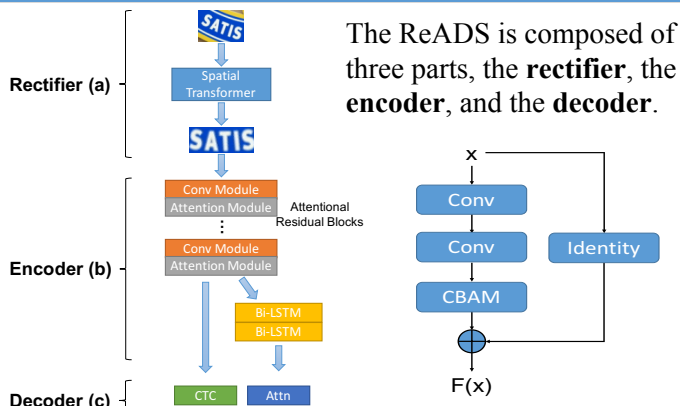 SATIS
The ReADS is composed of
three parts, the rectifier, the
encoder, and the decoder.
Rectifier (a)
Spatial
Transformer
SATIS
Encoder (b)
Conv Module
Attention Module
Attentional
Residual Blocks
⋮
Conv Module
Attention Module
Bi-LSTM
Bi-LSTM
x
Conv
Conv
Identity
CBAM
F(x)
Decoder (c)
CTC
Attn